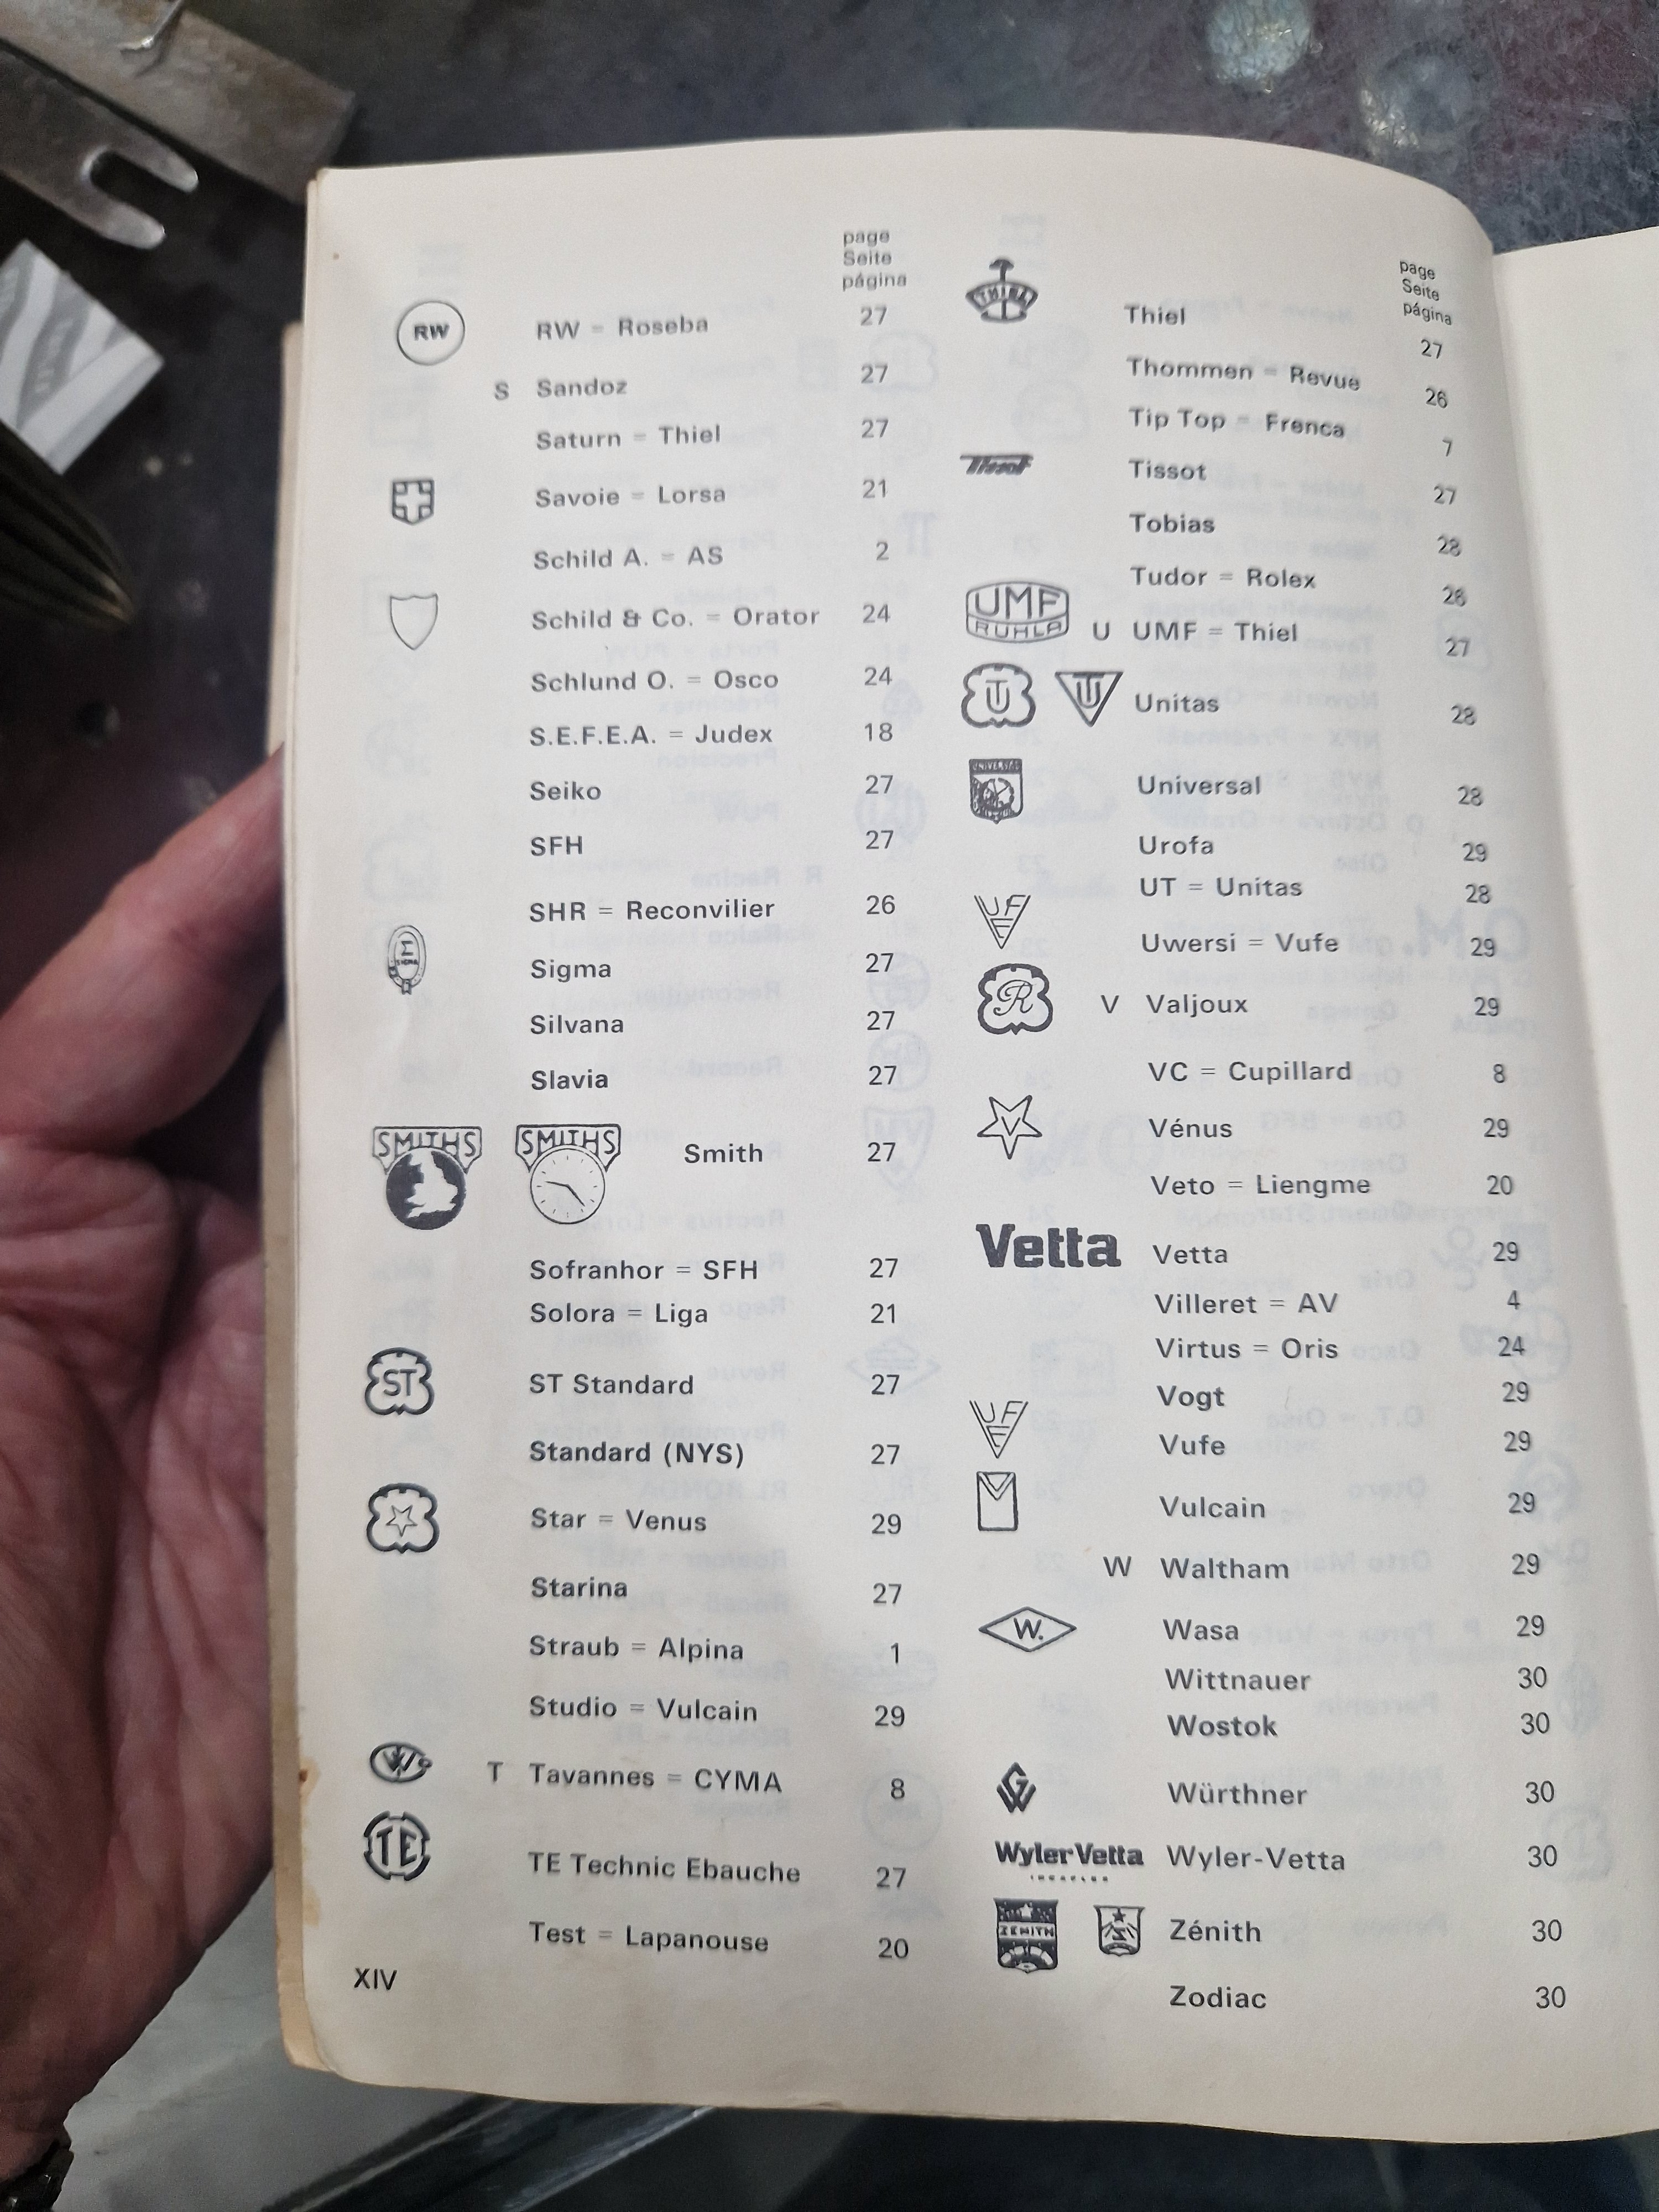 page
Seite
página
RW RW = Roseba 27
S Sandoz 27
Saturn = Thiel 27
Savoie = Lorsa 21
Schild A. = AS 2
Schild & Co. = Orator 24
Schlund O. = Osco 24
S.E.F.E.A. = Judex 18
Seiko 27
SFH 27
SHR = Reconvilier 26
Sigma 27
Silvana 27
Slavia 27
SMITHS SMITHS Smith 27
Sofranhor = SFH 27
Solora = Liga 21
ST ST Standard 27
Standard (NYS) 27
Star = Venus 29
Starina 27
Straub = Alpina 1
Studio = Vulcain 29
T Tavannes = CYMA 8
TE TE Technic Ebauche 27
Test = Lapanouse 20
XIV
page
Seite
página
THIEL Thiel 27
Thommen = Revue 26
Tip Top = Frenca 7
Tissot Tissot 27
Tobias 28
Tudor = Rolex 26
UMF RUHLA U UMF = Thiel 27
UT UT Unitas 28
UNIVERSAL Universal 28
Urofa 29
UT = Unitas 28
UFE Uwersi = Vufe 29
R V Valjoux 29
VC = Cupillard 8
V Vénus 29
Veto = Liengme 20
Vetta Vetta 29
Villeret = AV 4
Virtus = Oris 24
Vogt 29
UFE Vufe 29
Vulcain 29
W Waltham 29
W. Wasa 29
Wittnauer 30
Wostok 30
Würthner 30
Wyler Vetta Wyler-Vetta 30
ZENITH Zénith 30
Zodiac 30